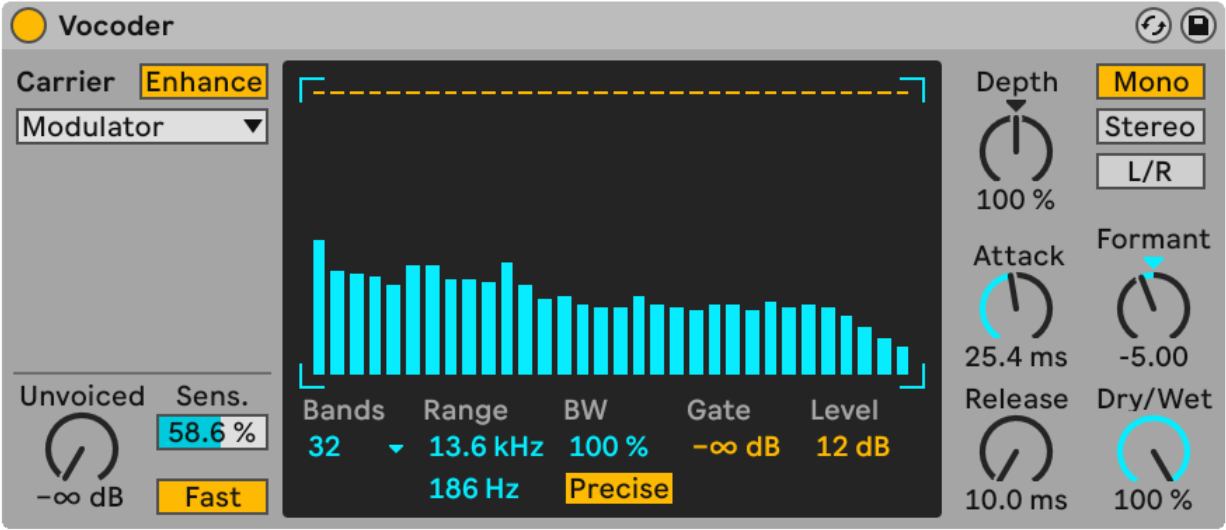 Vocoder
Carrier
Enhance
Modulator
Unvoiced
-∞ dB
Sens.
58.6 %
Fast
Bands
Range
BW
Gate
Level
32
13.6 kHz
100 %
-∞ dB
12 dB
186 Hz
Precise
Depth
100 %
Mono
Stereo
L/R
Attack
25.4 ms
Formant
-5.00
Release
10.0 ms
Dry/Wet
100 %